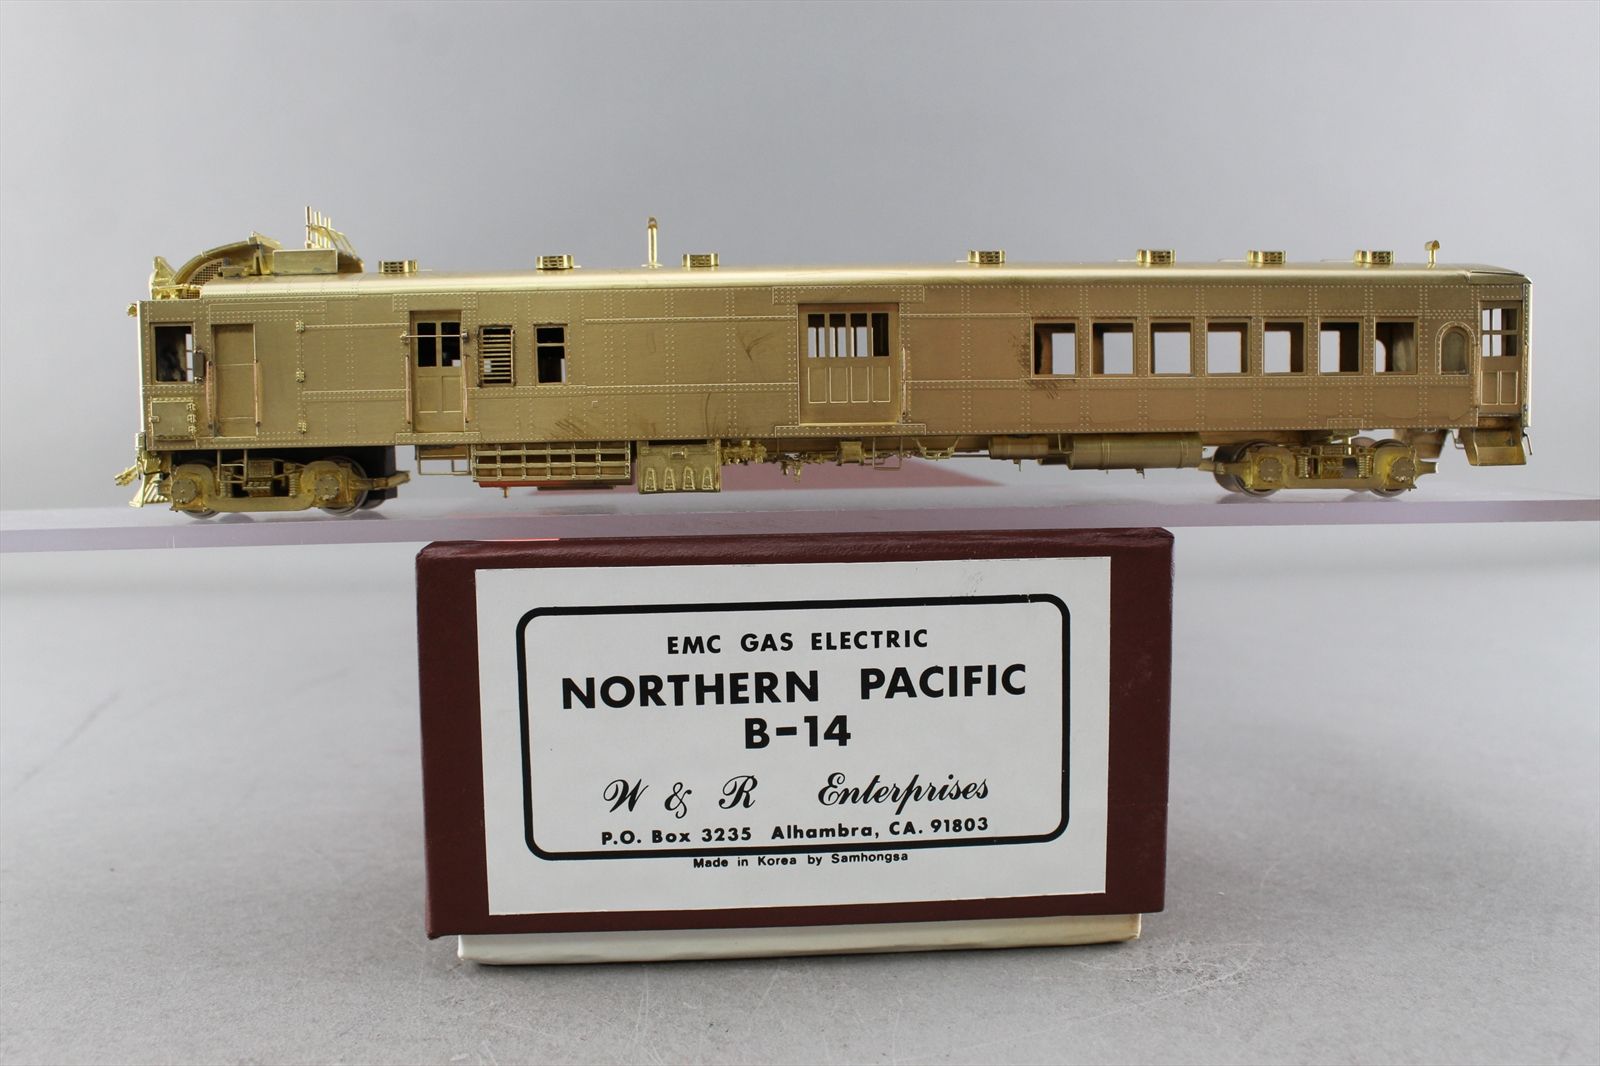 EMC GAS ELECTRIC
NORTHERN PACIFIC
B-14
W & R Enterprises
P.O. Box 3235 Alhambra, CA. 91803
Made in Korea by Samhongsa